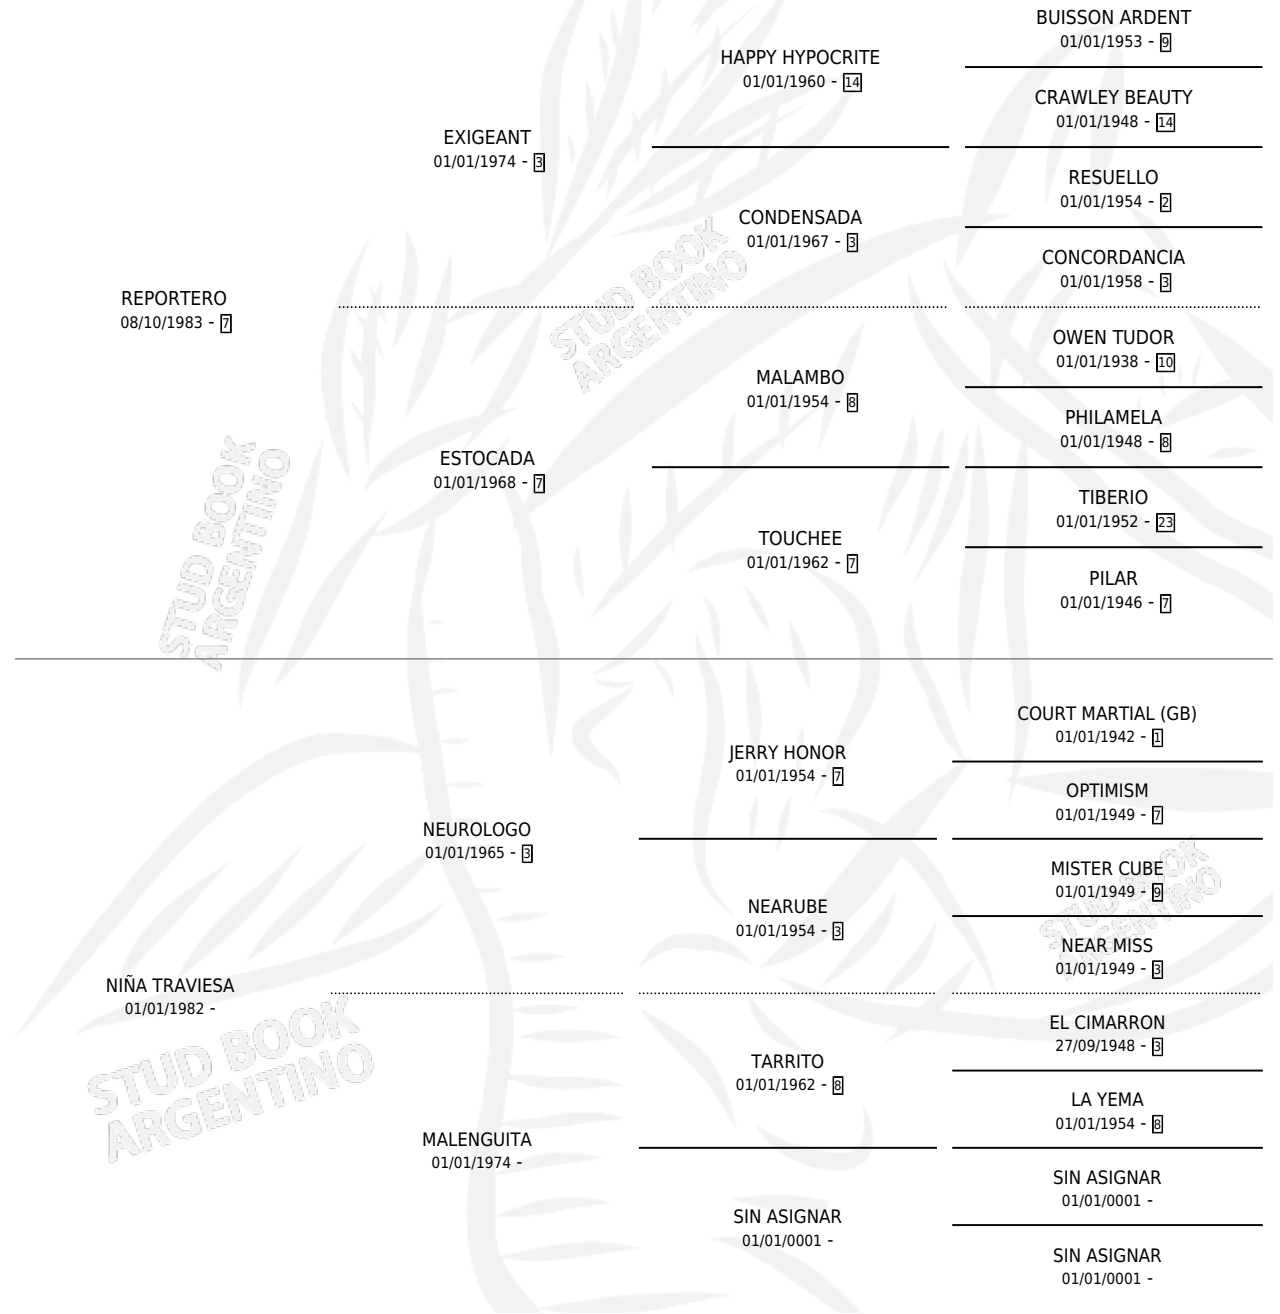 BUISSON ARDENT
01/01/1953 - 9
HAPPY HYPOCRITE
01/01/1960 - 14
CRAWLEY BEAUTY
01/01/1948 - 14
EXIGEANT
01/01/1974 - 3
RESUELLO
01/01/1954 - 2
CONDENSADA
01/01/1967 - 3
CONCORDANCIA
01/01/1958 - 3
REPORTERO
08/10/1983 - 7
OWEN TUDOR
01/01/1938 - 10
MALAMBO
01/01/1954 - 8
PHILAMELA
01/01/1948 - 8
ESTOCADA
01/01/1968 - 7
TIBERIO
01/01/1952 - 23
TOUCHEE
01/01/1962 - 7
PILAR
01/01/1946 - 7
STUD BOOK
ARGENTINO
STUD BOOK
ARGENTINO
COURT MARTIAL (GB)
01/01/1942 - 1
JERRY HONOR
01/01/1954 - 7
OPTIMISM
01/01/1949 - 7
NEUROLOGO
01/01/1965 - 3
MISTER CUBE
01/01/1949 - 9
NEARUBE
01/01/1954 - 3
NEAR MISS
01/01/1949 - 3
STUD BOOK
ARGENTINO
NIÑA TRAVIESA
01/01/1982 -
EL CIMARRON
27/09/1948 - 3
TARRITO
01/01/1962 - 8
LA YEMA
01/01/1954 - 8
MALENGUITA
01/01/1974 -
SIN ASIGNAR
01/01/0001 -
SIN ASIGNAR
01/01/0001 -
SIN ASIGNAR
01/01/0001 -
STUD BOOK
ARGENTINO